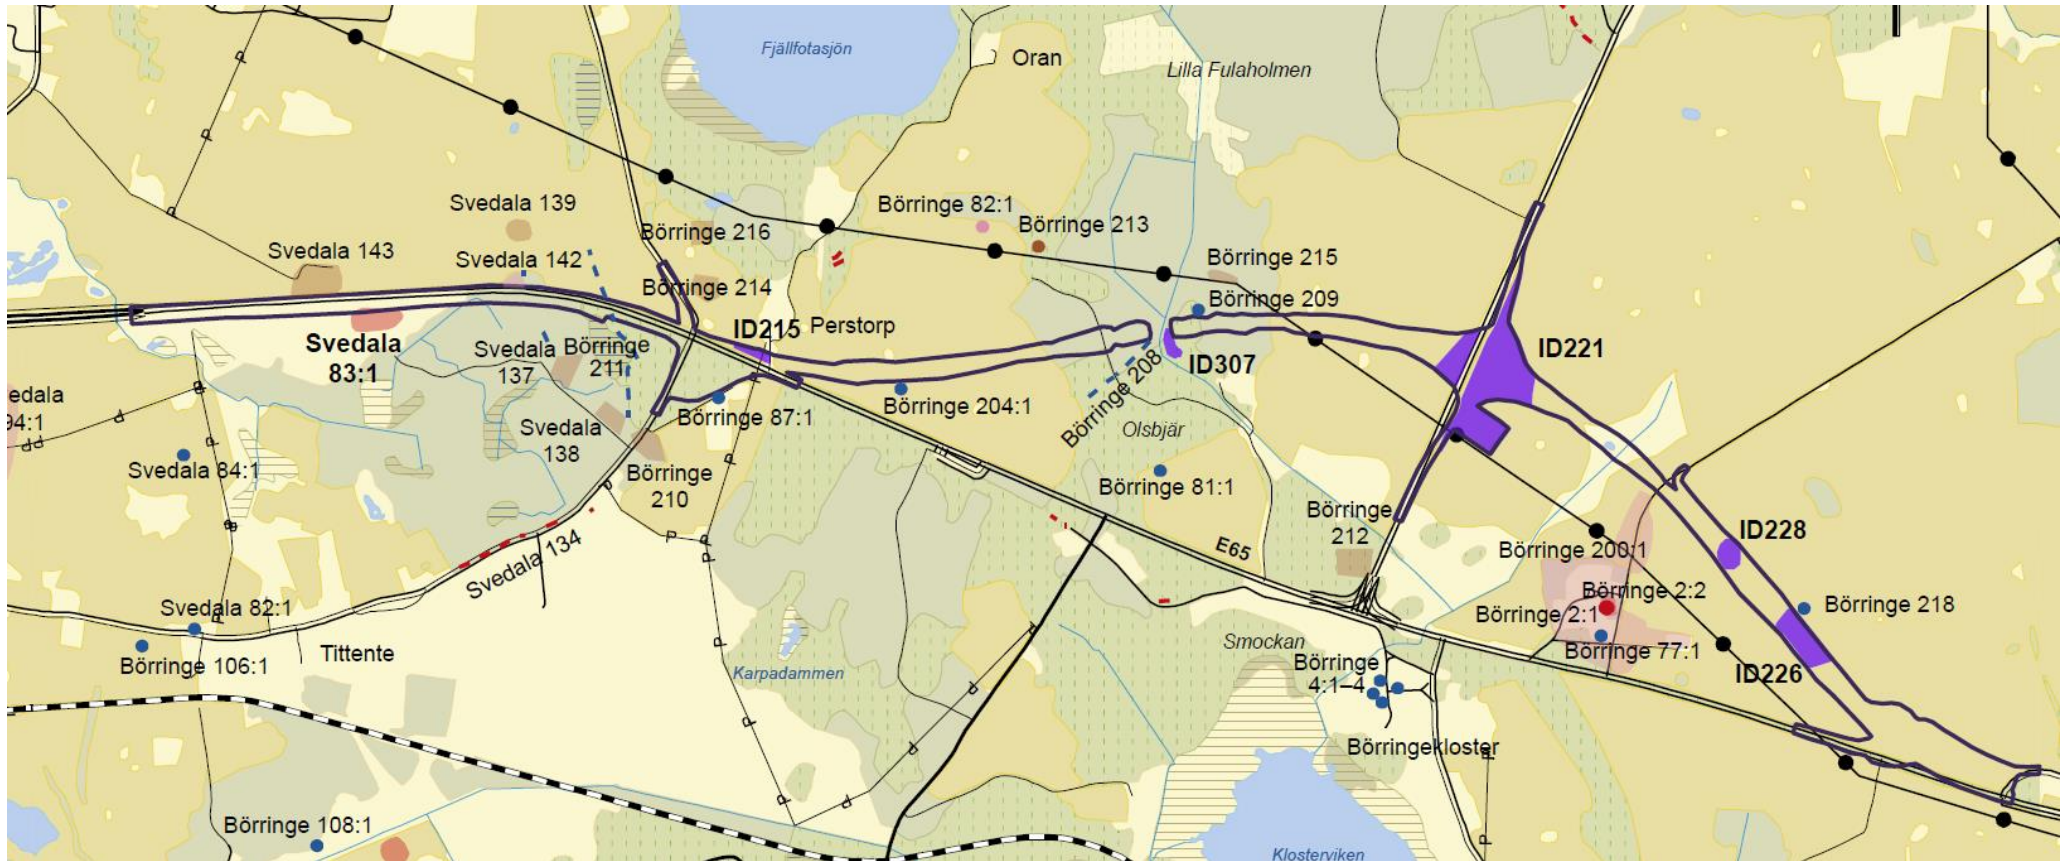 Fjällfotasjön
Oran
Lilla Fulaholmen
Svedala 139
Börringe 82:1
Börringe 213
Börringe 216
Svedala 143
Svedala 142
Börringe 215
Börringe 214
Börringe 209
ID215
Perstorp
Svedala
83:1
Svedala
137
Börringe
211
ID307
ID221
Börringe 208
edala
94:1
Börringe 87:1
Börringe 204:1
Svedala
138
Olsbjär
Svedala 84:1
Börringe
210
Börringe 81:1
Börringe
212
ID228
E65
Börringe 200:1
Svedala 134
Börringe 2:2
Svedala 82:1
Börringe 2:1
Börringe 218
Tittente
Smockan
Börringe 106:1
Börringe
4:1–4
Börringe 77:1
Karpadammen
ID226
Börringekloster
Börringe 108:1
Klosterviken